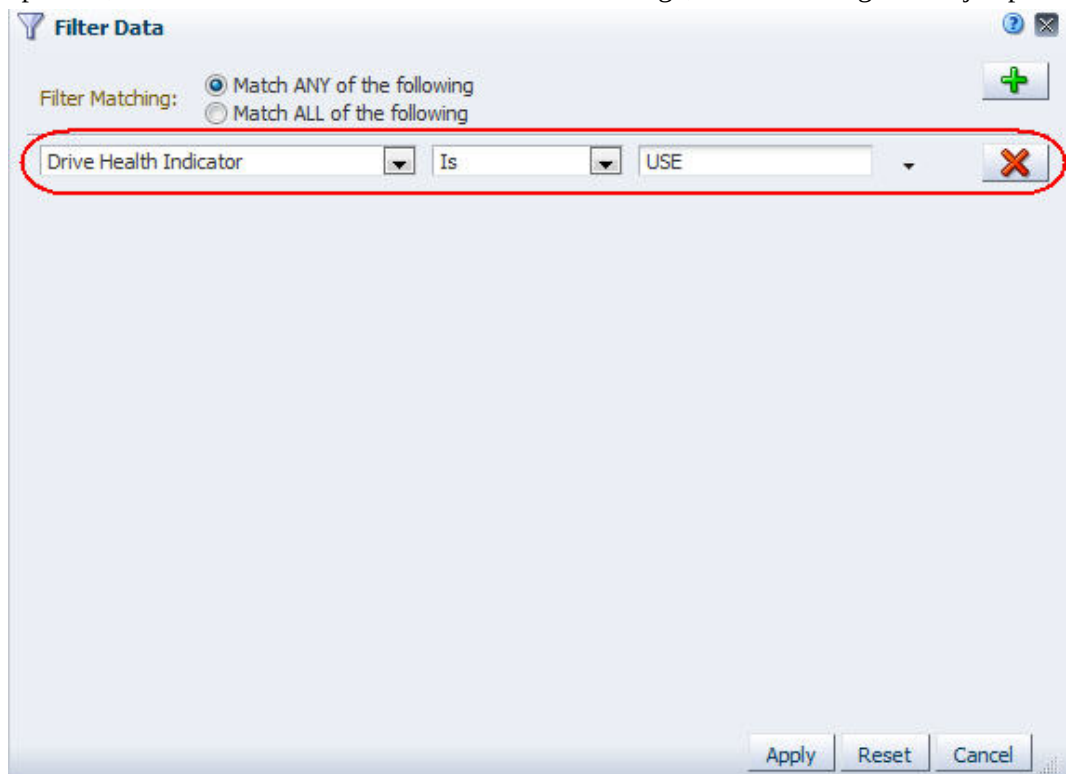 Filter Data
Filter Matching:
Match ANY of the following
Match ALL of the following
Drive Health Indicator Is USE
Apply Reset Cancel